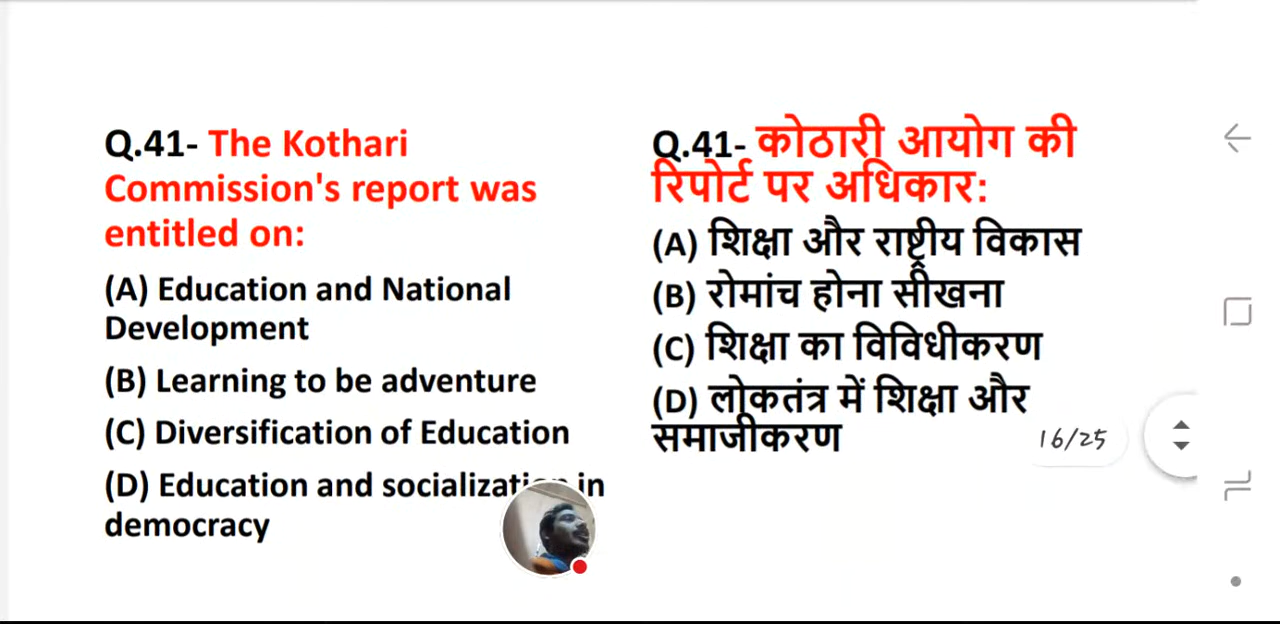 Q.41- The Kothari
Commission's report was
entitled on:
(A) Education and National
Development
(B) Learning to be adventure
(C) Diversification of Education
(D) Education and socialization in
democracy
Q.41- कोठारी आयोग की
रिपोर्ट पर अधिकार:
(A) शिक्षा और राष्ट्रीय विकास
(B) रोमांच होना सीखना
(C) शिक्षा का विविधीकरण
(D) लोकतंत्र में शिक्षा और
समाजीकरण
16/25